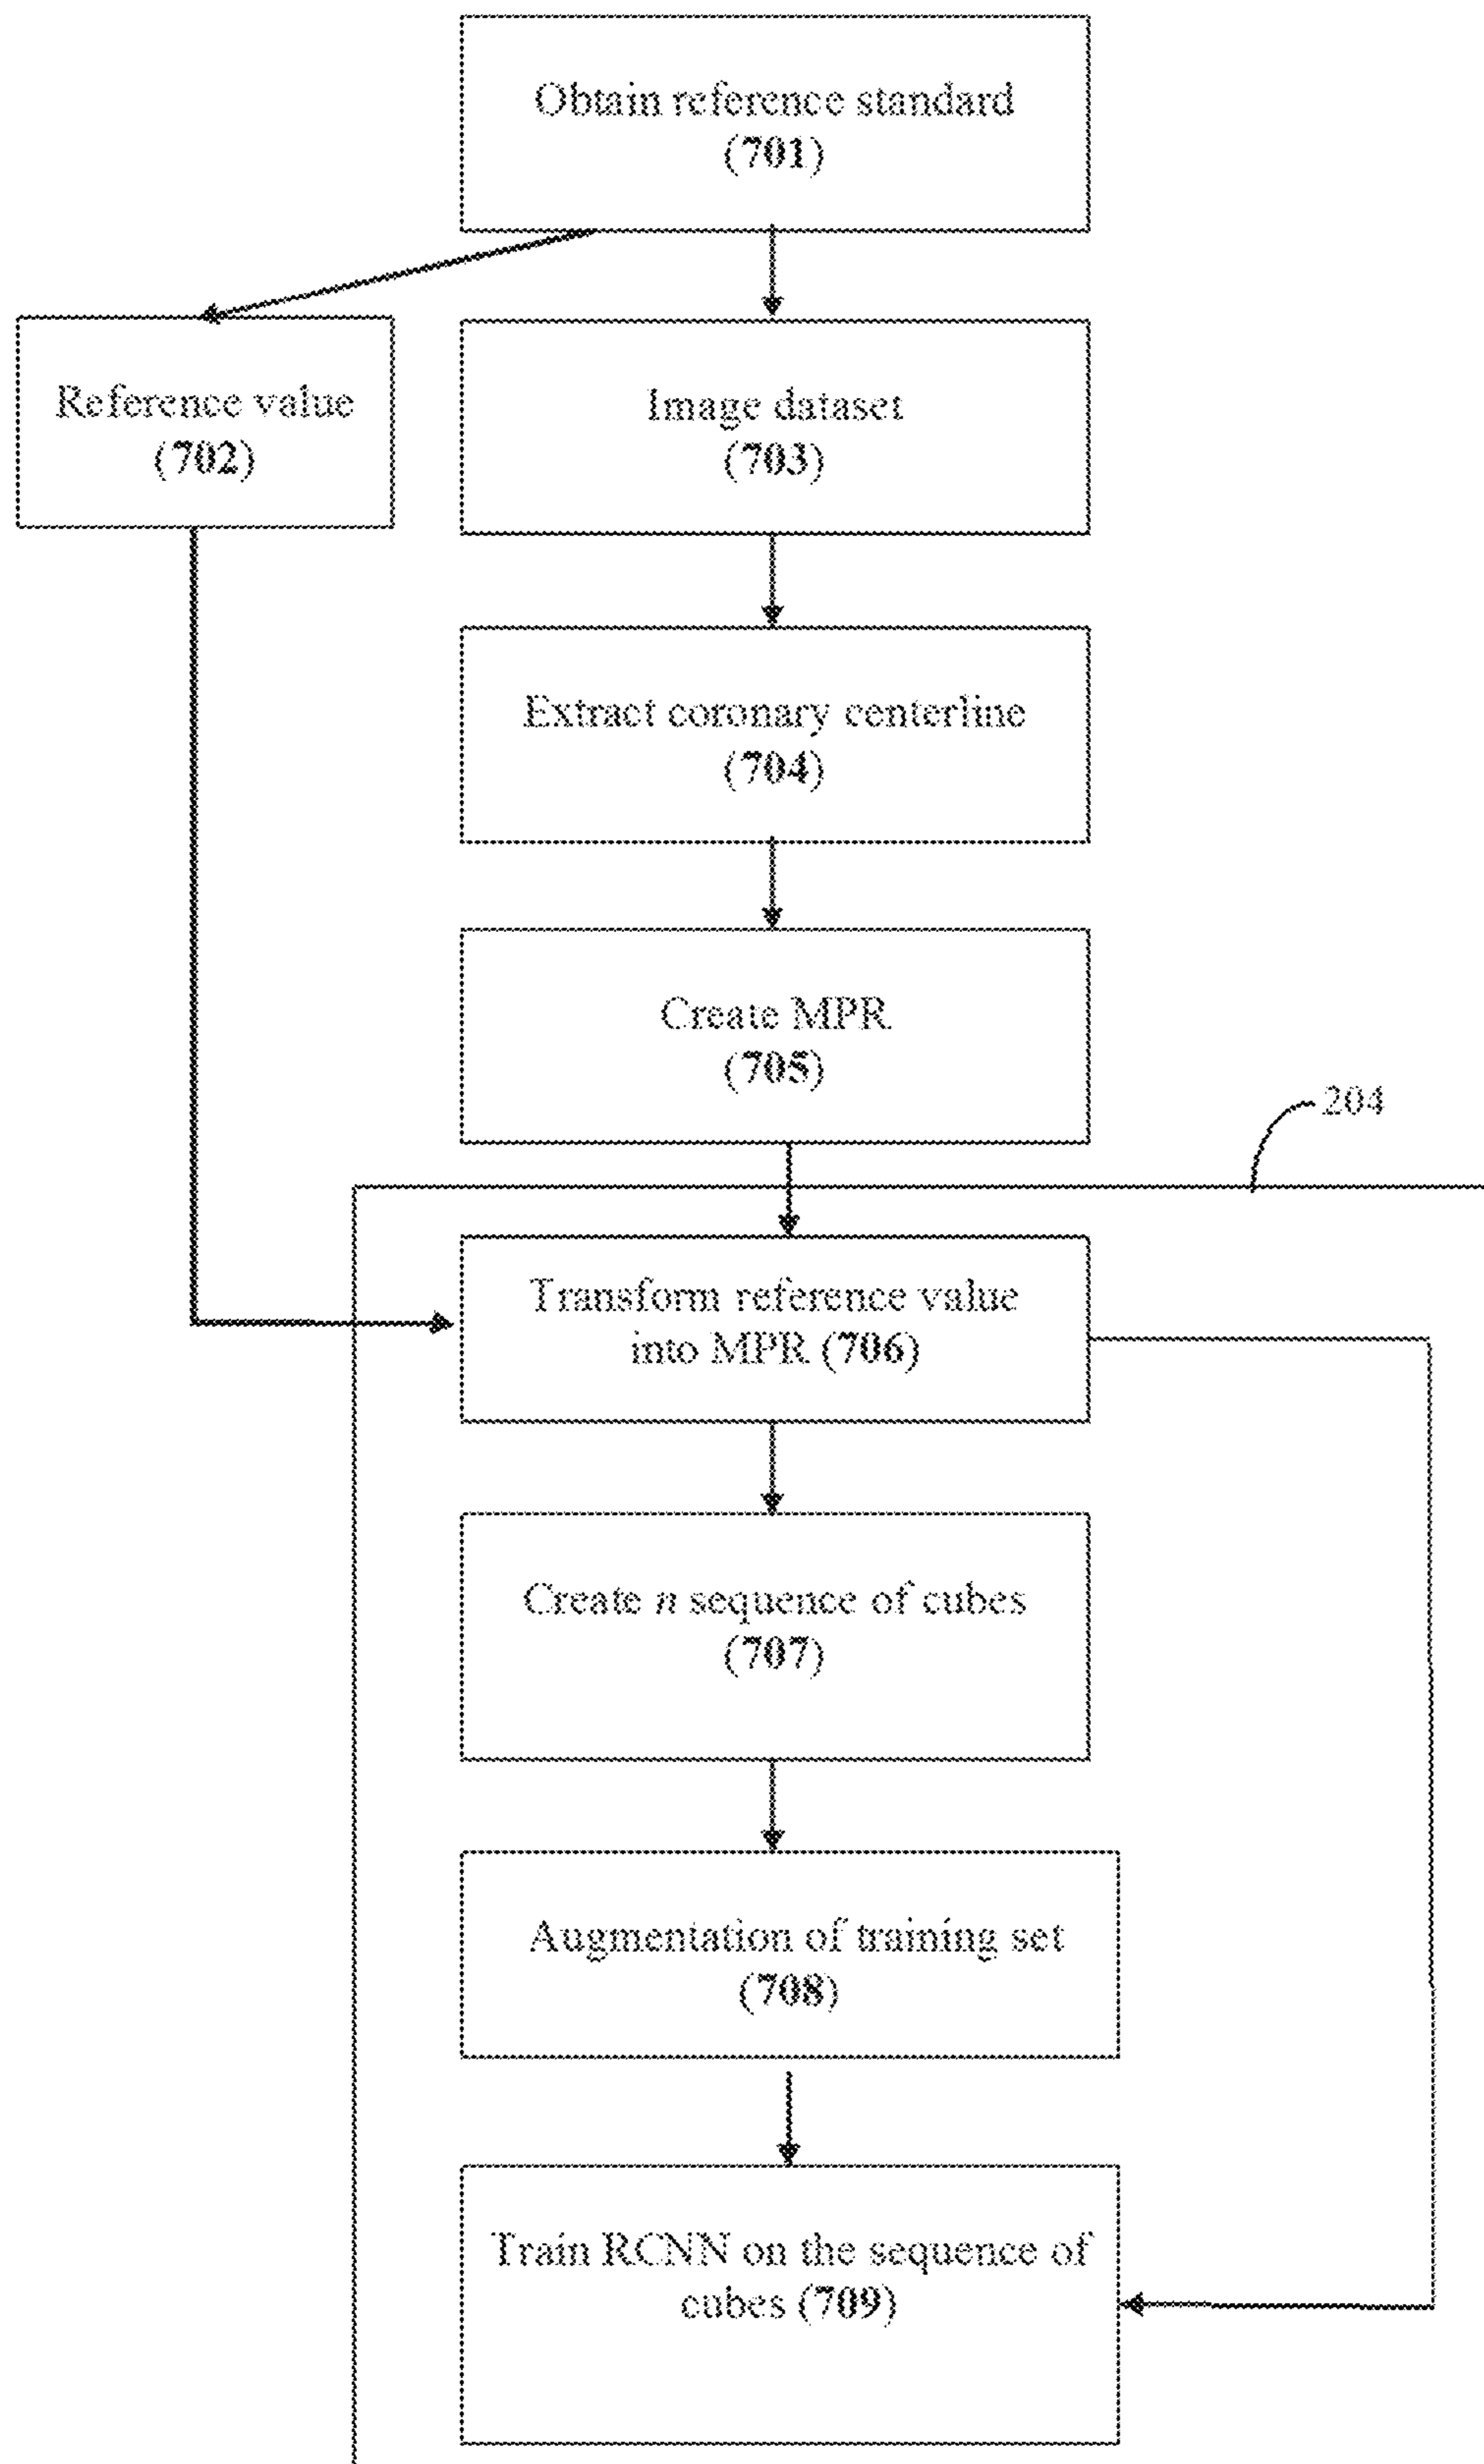 Obtain reference standard
(701)
Reference value
(702)
Image dataset
(703)
Extract coronary centerline
(704)
Create MPR
(705)
204
Transform reference value
into MPR (706)
Create n sequence of cubes
(707)
Augmentation of training set
(708)
Train RCNN on the sequence of
cubes (709)